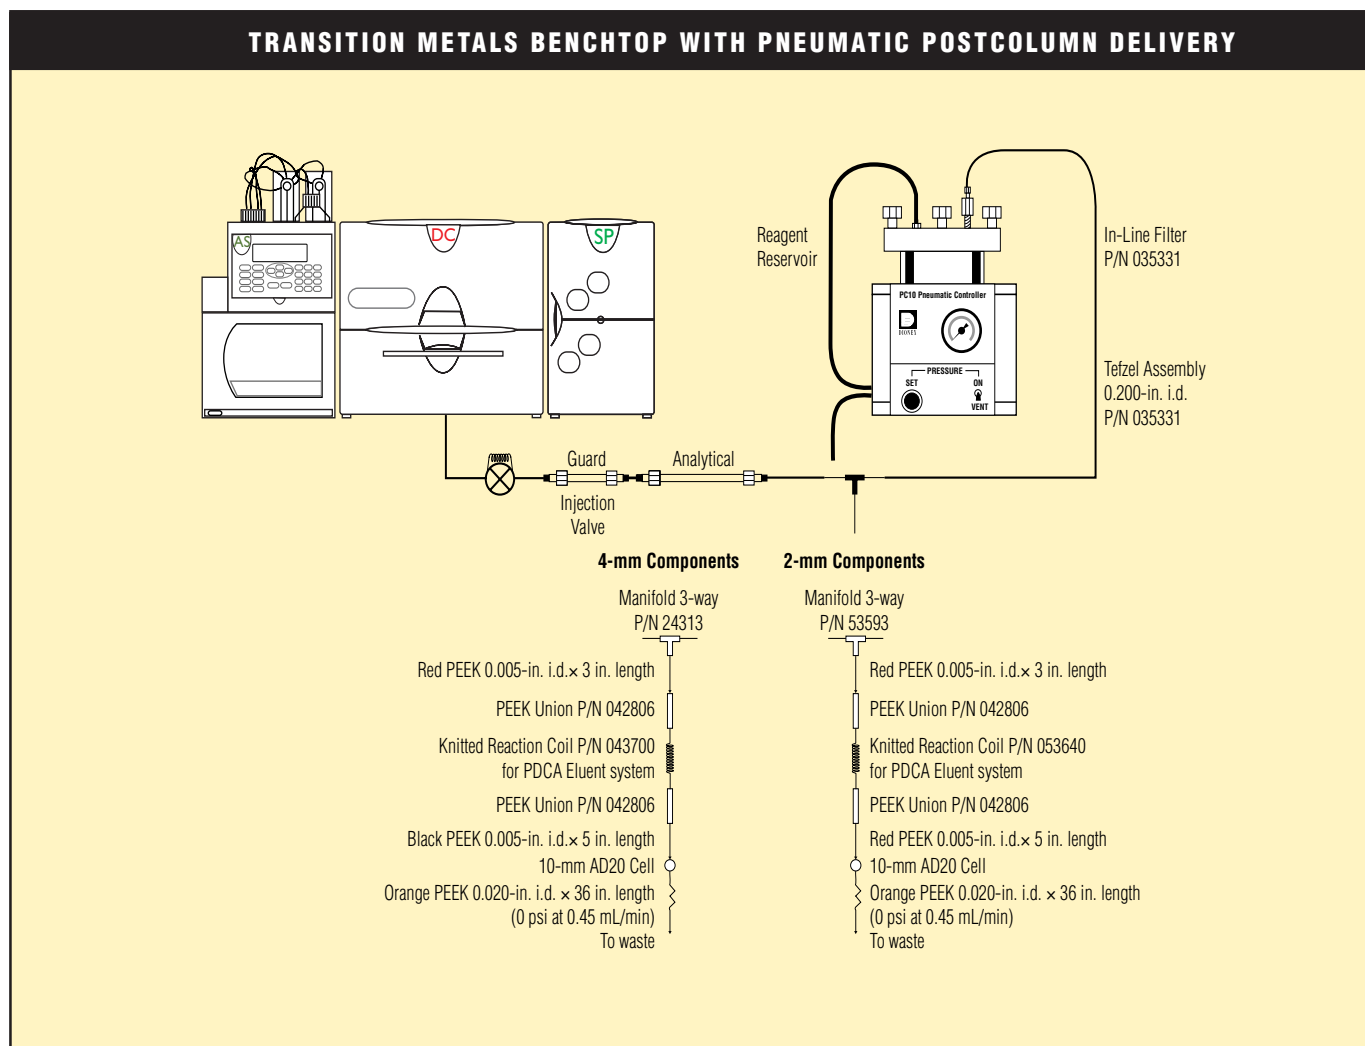 TRANSITION METALS BENCHTOP WITH PNEUMATIC POSTCOLUMN DELIVERY
AS
DC
SP
Reagent
Reservoir
PC10 Pneumatic Controller
DIONEX
PRESSURE
SET
ON
VENT
In-Line Filter
P/N 035331
Tefzel Assembly
0.200-in. i.d.
P/N 035331
Guard
Analytical
Injection
Valve
4-mm Components
Manifold 3-way
P/N 24313
Red PEEK 0.005-in. i.d.× 3 in. length
PEEK Union P/N 042806
Knitted Reaction Coil P/N 043700
for PDCA Eluent system
PEEK Union P/N 042806
Black PEEK 0.005-in. i.d.× 5 in. length
10-mm AD20 Cell
Orange PEEK 0.020-in. i.d. × 36 in. length
(0 psi at 0.45 mL/min)
To waste
2-mm Components
Manifold 3-way
P/N 53593
Red PEEK 0.005-in. i.d.× 3 in. length
PEEK Union P/N 042806
Knitted Reaction Coil P/N 053640
for PDCA Eluent system
PEEK Union P/N 042806
Red PEEK 0.005-in. i.d.× 5 in. length
10-mm AD20 Cell
Orange PEEK 0.020-in. i.d. × 36 in. length
(0 psi at 0.45 mL/min)
To waste